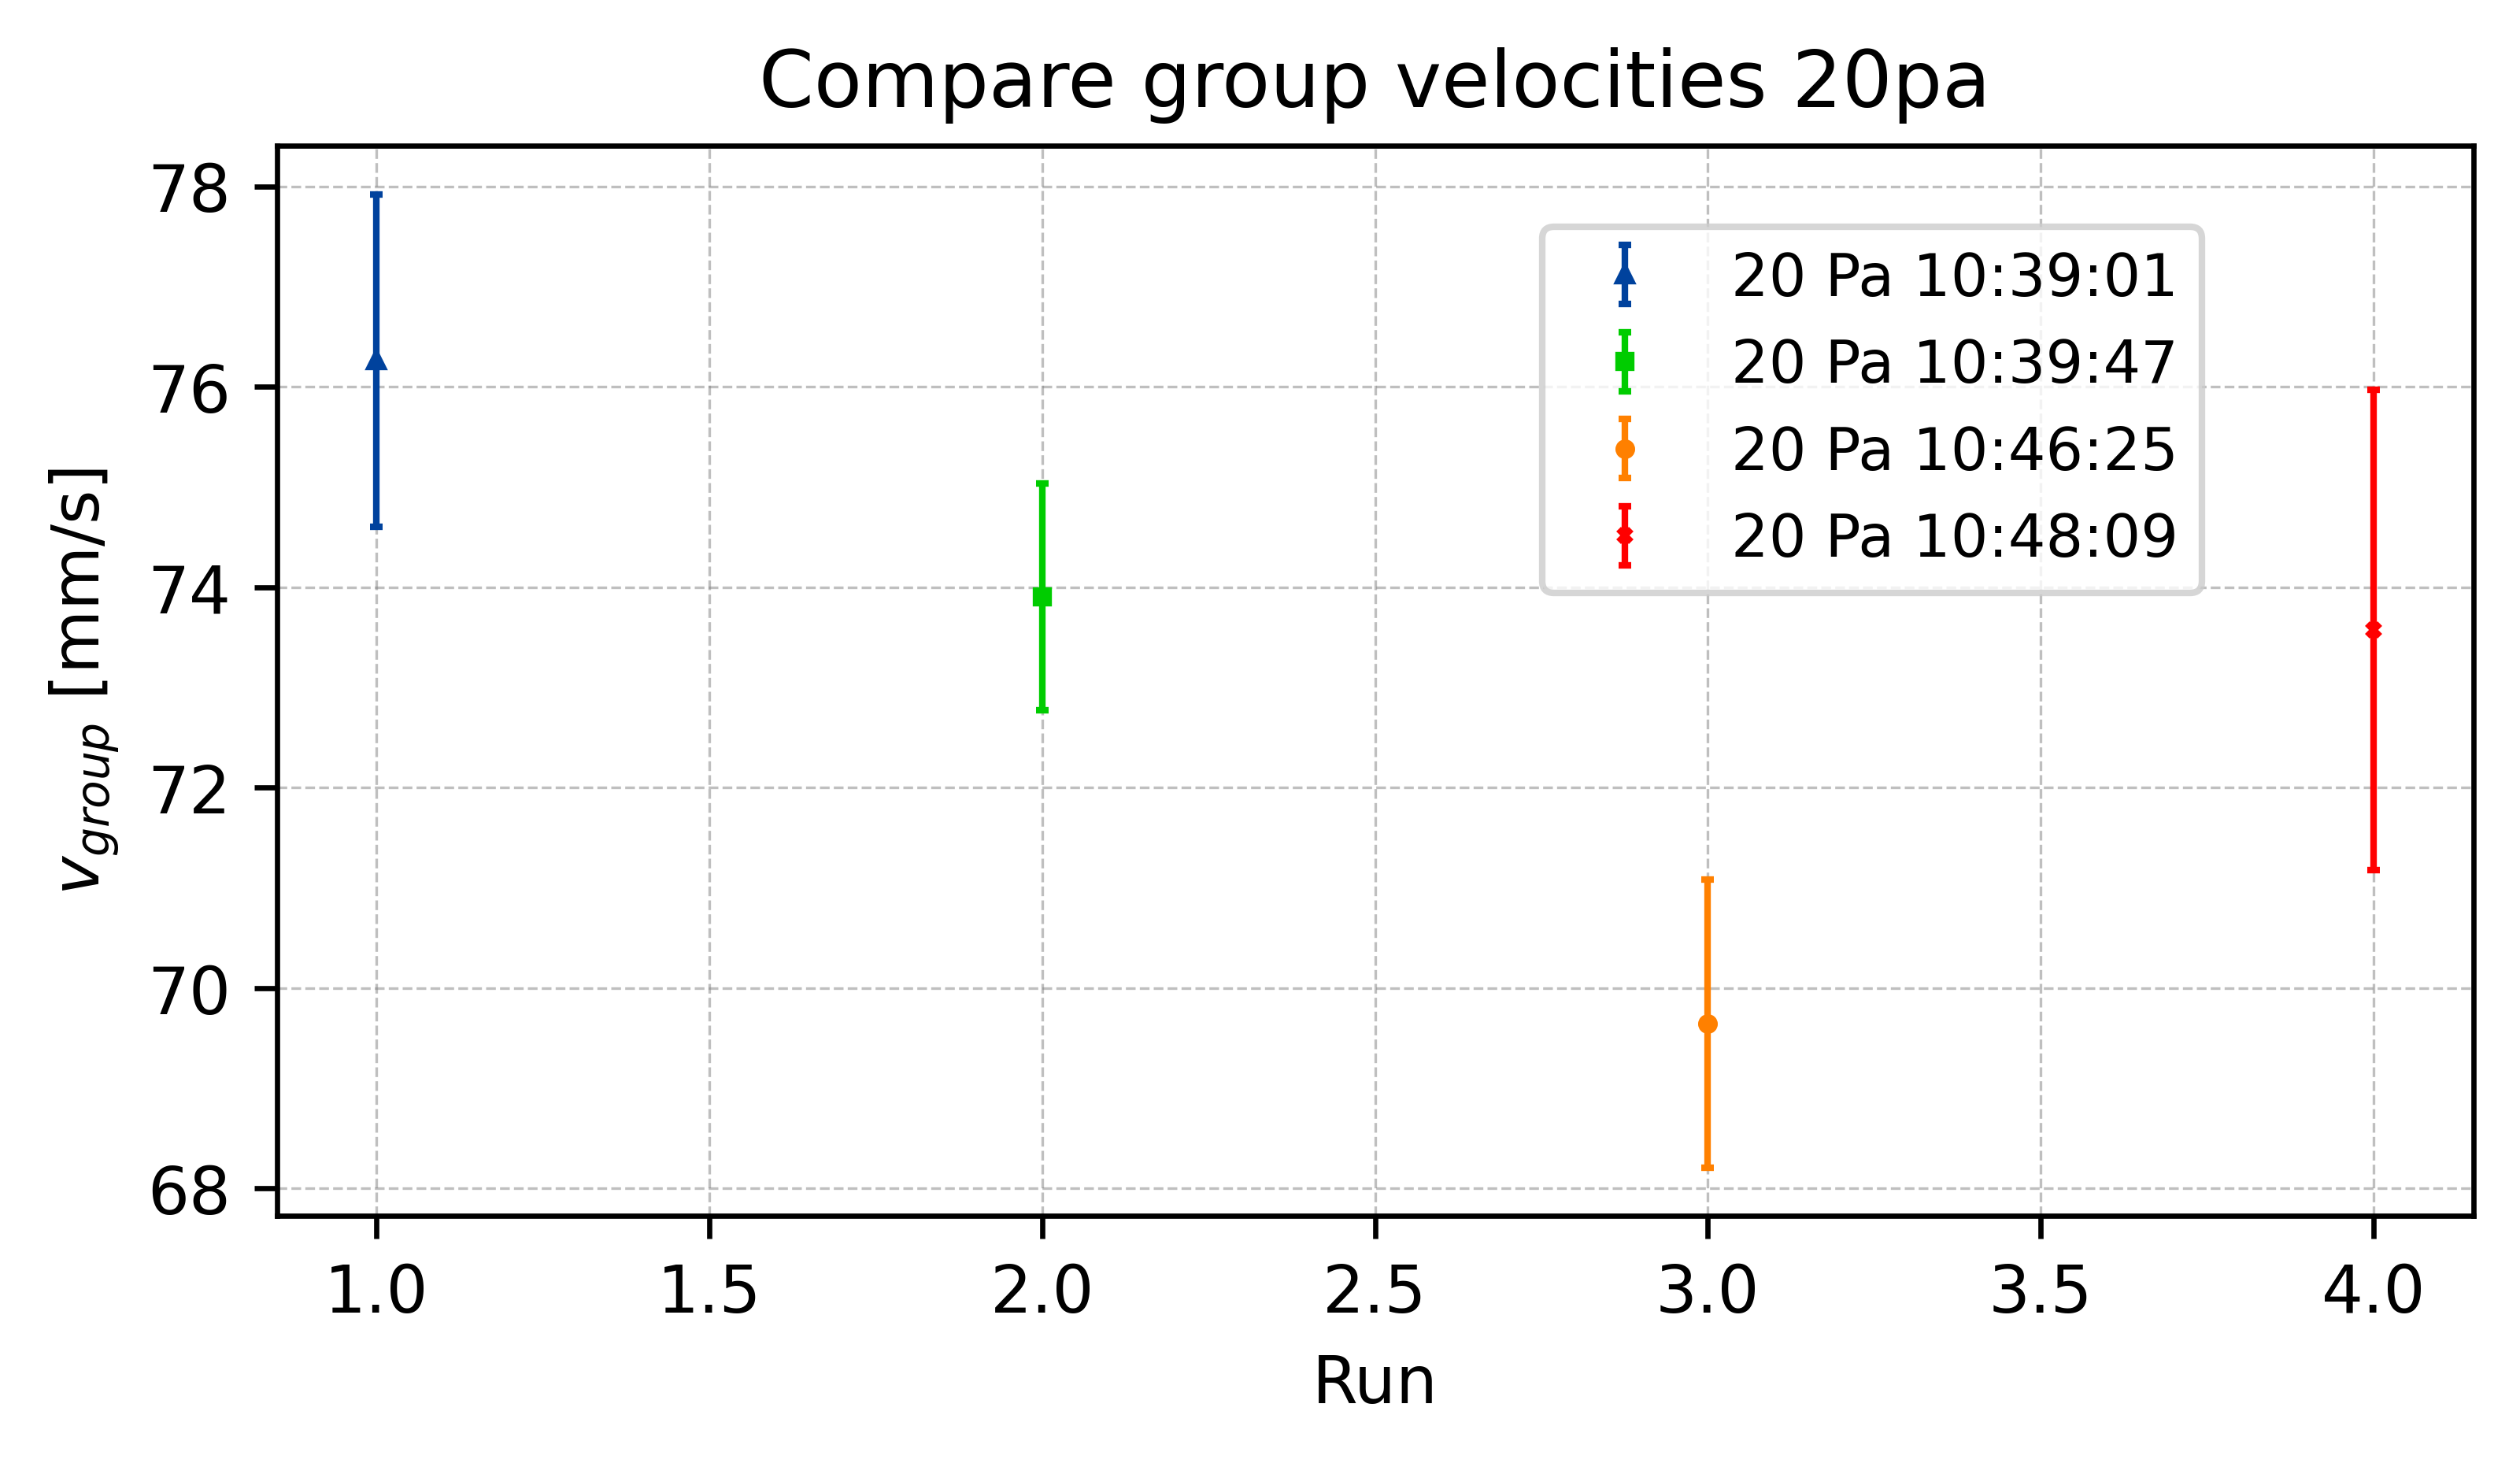 Compare group velocities 20pa
78
76
74
72
70
68
v_group [mm/s]
20 Pa 10:39:01
20 Pa 10:39:47
20 Pa 10:46:25
20 Pa 10:48:09
1.0 1.5 2.0 2.5 3.0 3.5 4.0
Run